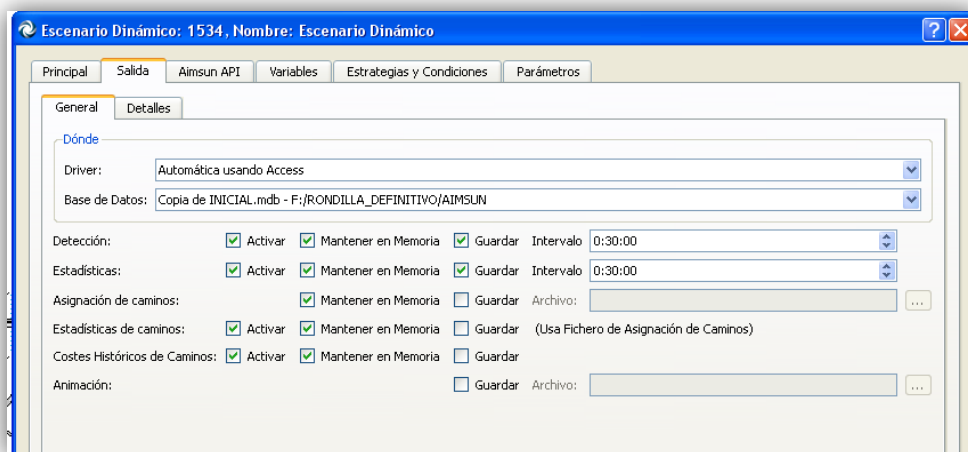 Escenario Dinámico: 1534, Nombre: Escenario Dinámico
Principal Salida Aimsun API Variables Estrategias y Condiciones Parámetros
General Detalles
Dónde
Driver: Automática usando Access
Base de Datos: Copia de INICIAL.mdb - F:/RONDILLA_DEFINITIVO/AIMSUN
Detección: Activar Mantener en Memoria Guardar Intervalo 0:30:00
Estadísticas: Activar Mantener en Memoria Guardar Intervalo 0:30:00
Asignación de caminos: Mantener en Memoria Guardar Archivo: ...
Estadísticas de caminos: Activar Mantener en Memoria Guardar (Usa Fichero de Asignación de Caminos)
Costes Históricos de Caminos: Activar Mantener en Memoria Guardar
Animación: Guardar Archivo: ...